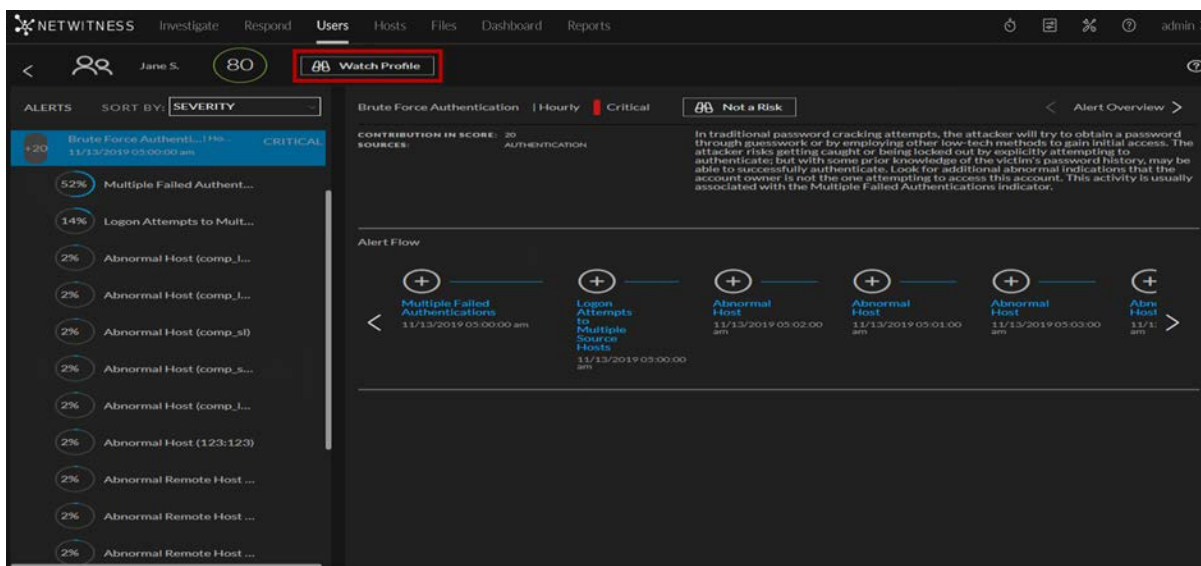 NETWITNESS Investigate Respond Users Hosts Files Dashboard Reports admin
Jane S. 80 Watch Profile
ALERTS SORT BY: SEVERITY
+20 Brute Force Authenti... | Ho... CRITICAL
11/13/2019 05:00:00 am
52% Multiple Failed Authent...
14% Logon Attempts to Mult...
2% Abnormal Host (comp_l...
2% Abnormal Host (comp_l...
2% Abnormal Host (comp_sl)
2% Abnormal Host (comp_s...
2% Abnormal Host (comp_l...
2% Abnormal Host (123:123)
2% Abnormal Remote Host ...
2% Abnormal Remote Host ...
2% Abnormal Remote Host ...
Brute Force Authentication | Hourly Critical Not a Risk Alert Overview
CONTRIBUTION IN SCORE: 20
SOURCES: AUTHENTICATION
In traditional password cracking attempts, the attacker will try to obtain a password
through guesswork or by employing other low-tech methods to gain initial access. The
attacker risks getting caught or being locked out by explicitly attempting to
authenticate; but with some prior knowledge of the victim's password history, may be
able to successfully authenticate. Look for additional abnormal indications that the
account owner is not the one attempting to access this account. This activity is usually
associated with the Multiple Failed Authentications indicator.
Alert Flow
Multiple Failed
Authentications
11/13/2019 05:00:00 am
Logon
Attempts
to
Multiple
Source
Hosts
11/13/2019 05:00:00
am
Abnormal
Host
11/13/2019 05:02:00
am
Abnormal
Host
11/13/2019 05:01:00
am
Abnormal
Host
11/13/2019 05:03:00
am
Abn
Host
11/1
am